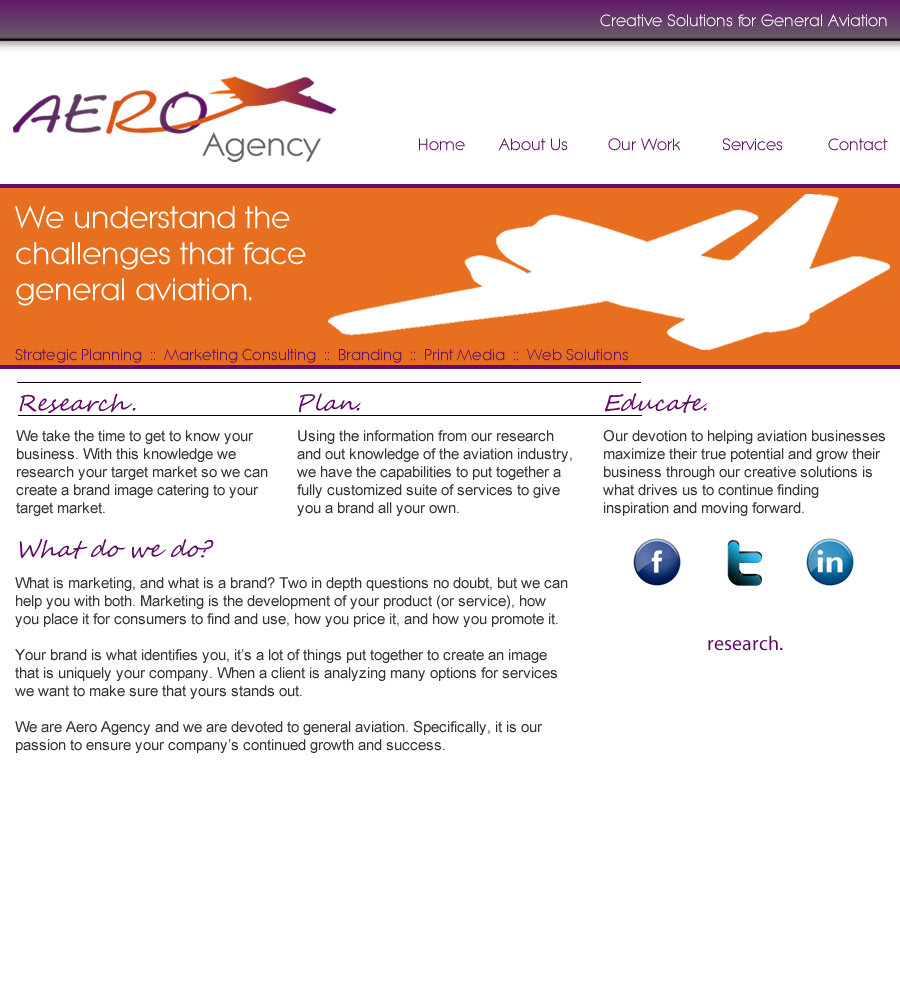 Creative Solutions for General Aviation
AERO
Agency
Home About Us Our Work Services Contact
We understand the
challenges that face
general aviation.
Strategic Planning :: Marketing Consulting :: Branding :: Print Media :: Web Solutions
Research.
We take the time to get to know your
business. With this knowledge we
research your target market so we can
create a brand image catering to your
target market.
Plan.
Using the information from our research
and out knowledge of the aviation industry,
we have the capabilities to put together a
fully customized suite of services to give
you a brand all your own.
Educate.
Our devotion to helping aviation businesses
maximize their true potential and grow their
business through our creative solutions is
what drives us to continue finding
inspiration and moving forward.
What do we do?
What is marketing, and what is a brand? Two in depth questions no doubt, but we can
help you with both. Marketing is the development of your product (or service), how
you place it for consumers to find and use, how you price it, and how you promote it.
Your brand is what identifies you, it’s a lot of things put together to create an image
that is uniquely your company. When a client is analyzing many options for services
we want to make sure that yours stands out.
We are Aero Agency and we are devoted to general aviation. Specifically, it is our
passion to ensure your company’s continued growth and success.
f t in
research.